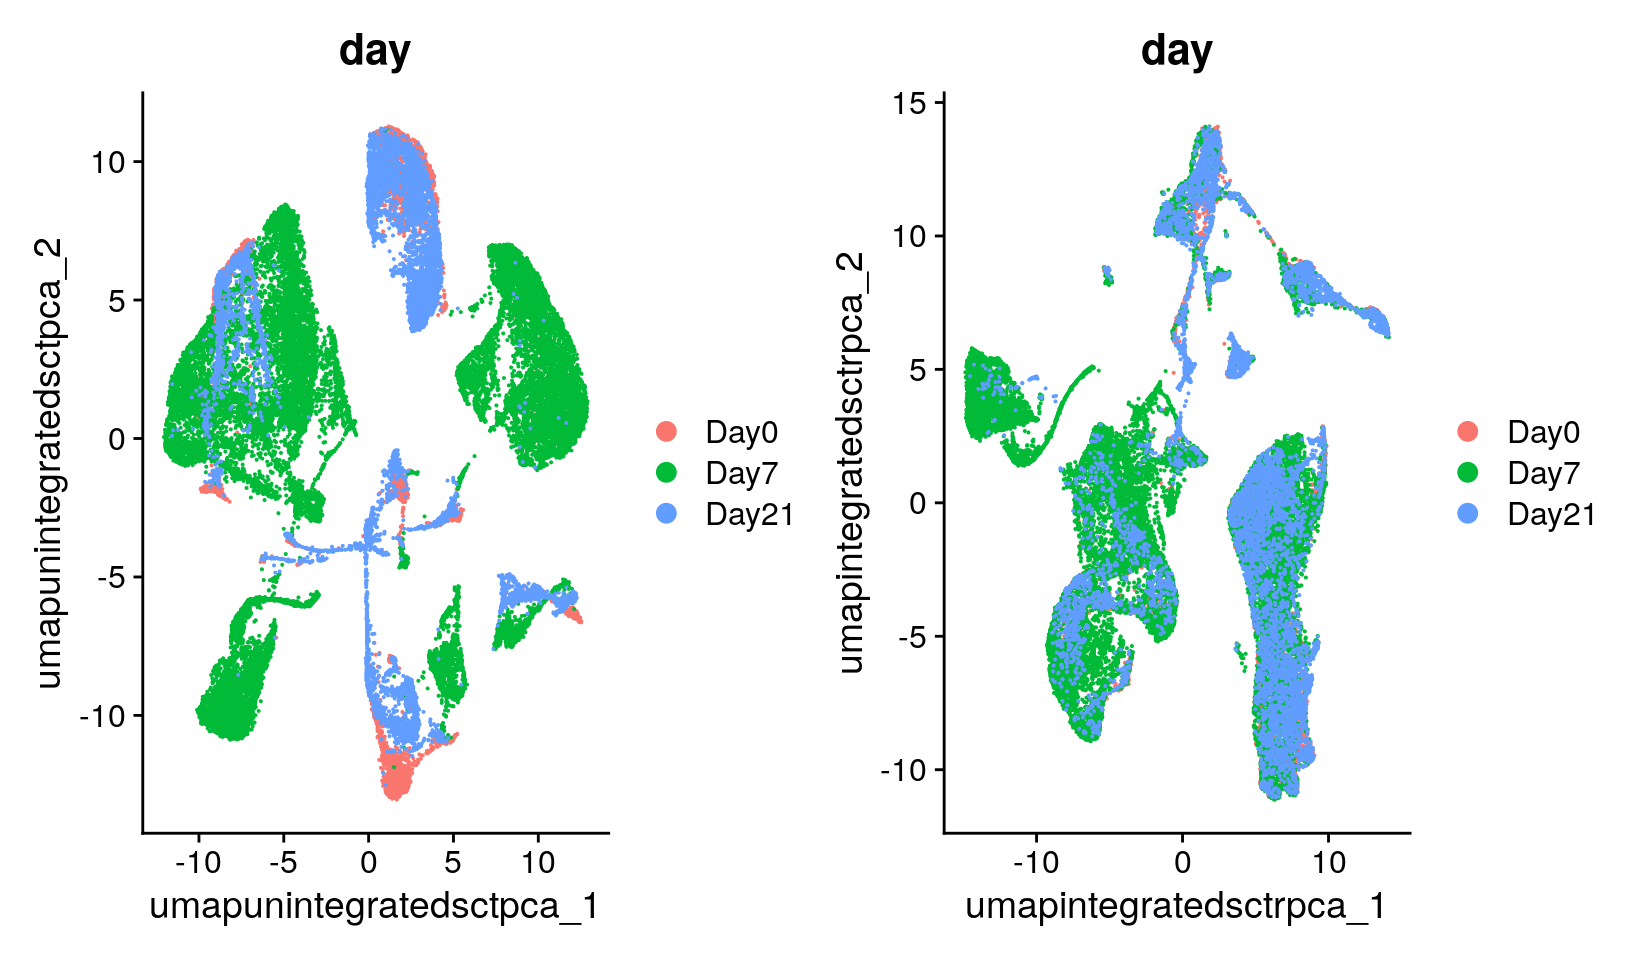 day
10
5
0
-5
-10
umapunintegratedsctpca_2
-10 -5 0 5 10
umapunintegratedsctpca_1
Day0
Day7
Day21
day
15
10
5
0
-5
-10
umapintegratedsctrpca_2
-10 0 10
umapintegratedsctrpca_1
Day0
Day7
Day21